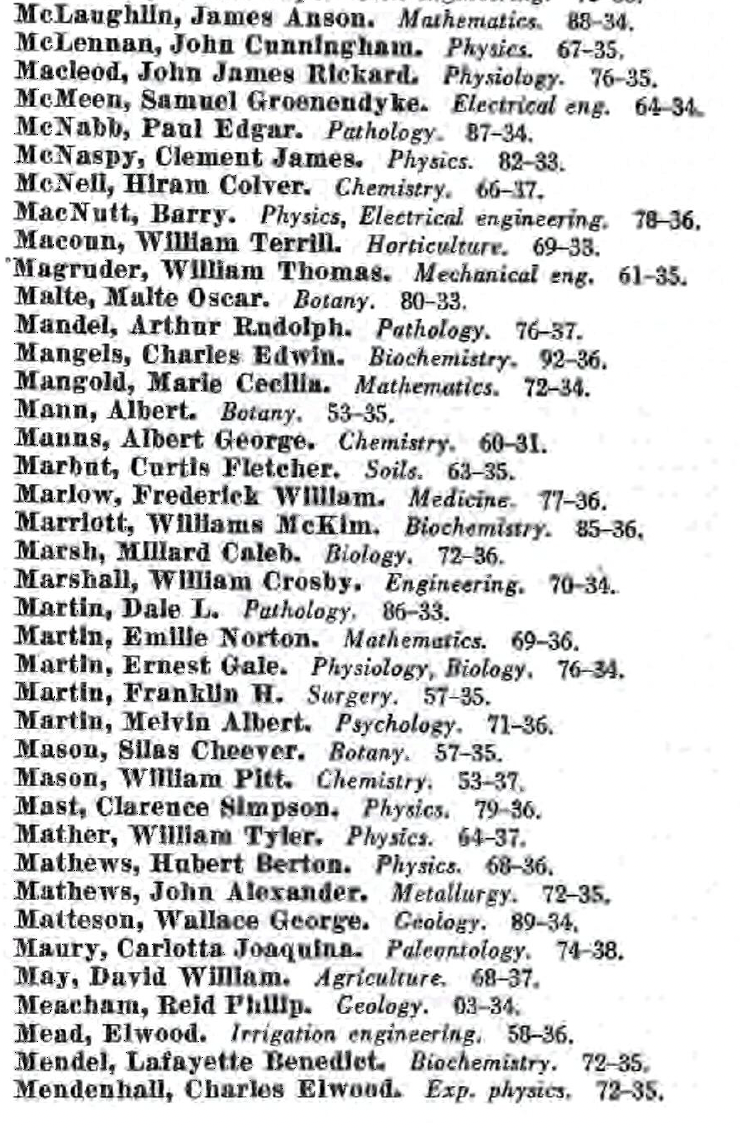 McLaughlin, James Anson. Mathematics. 88–34.
McLennan, John Cunningham. Physics. 67–35.
Macleod, John James Rickard. Physiology. 76–35.
McMeen, Samuel Groenendyke. Electrical eng. 64–34.
McNabb, Paul Edgar. Pathology. 87–34.
McNaspy, Clement James. Physics. 82–33.
McNeil, Hiram Colver. Chemistry. 66–37.
MacNutt, Barry. Physics, Electrical engineering. 78–36.
Macoun, William Terrill. Horticulture. 69–33.
Magruder, William Thomas. Mechanical eng. 61–35.
Malte, Malte Oscar. Botany. 80–33.
Mandel, Arthur Rudolph. Pathology. 76–37.
Mangels, Charles Edwin. Biochemistry. 92–36.
Mangold, Marie Cecilia. Mathematics. 72–34.
Mann, Albert. Botany. 53–35.
Manns, Albert George. Chemistry. 60–31.
Marbut, Curtis Fletcher. Soils. 63–35.
Marlow, Frederick William. Medicine. 77–36.
Marriott, Williams McKim. Biochemistry. 85–36.
Marsh, Millard Caleb. Biology. 72–36.
Marshall, William Crosby. Engineering. 70–34.
Martin, Dale L. Pathology. 86–33.
Martin, Emilie Norton. Mathematics. 69–36.
Martin, Ernest Gale. Physiology, Biology. 76–34.
Martin, Franklin H. Surgery. 57–35.
Martin, Melvin Albert. Psychology. 71–36.
Mason, Silas Cheever. Botany. 57–35.
Mason, William Pitt. Chemistry. 53–37.
Mast, Clarence Simpson. Physics. 79–36.
Mather, William Tyler. Physics. 64–37.
Mathews, Hubert Berton. Physics. 68–36.
Mathews, John Alexander. Metallurgy. 72–35.
Matteson, Wallace George. Geology. 89–34.
Maury, Carlotta Joaquina. Paleontology. 74–38.
May, David William. Agriculture. 68–37.
Meacham, Reid Philip. Geology. 03–34.
Mead, Elwood. Irrigation engineering. 58–36.
Mendel, Lafayette Benedict. Biochemistry. 72–35.
Mendenhall, Charles Elwood. Exp. physics. 72–35.